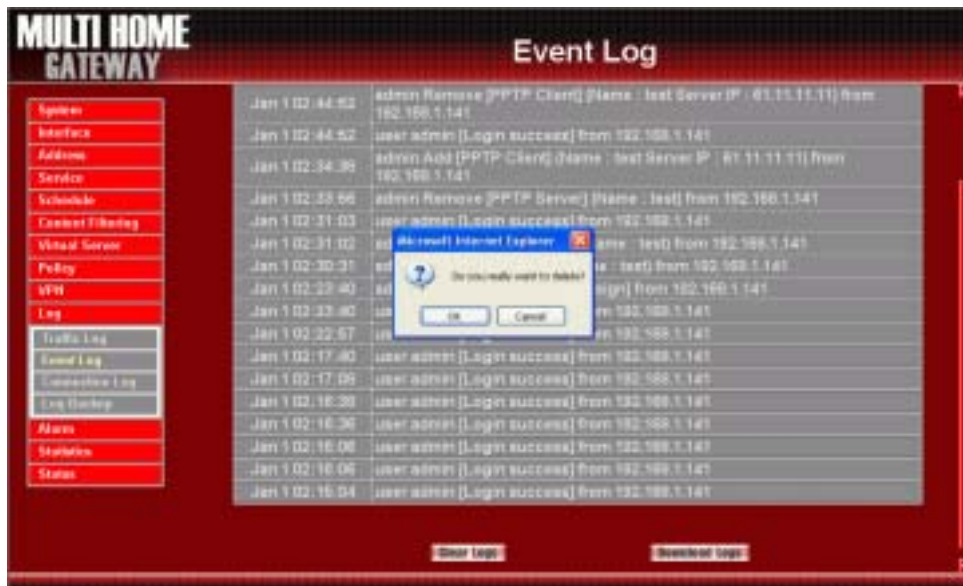 MULTI HOME
GATEWAY
Event Log
System
Interface
Address
Service
Schedule
Content Filtering
Virtual Server
Policy
VPN
Log
Traffic Log
Event Log
Connection Log
Log Backup
Alarm
Statistics
Status
Jan 1 02:44:52 admin Remove [PPTP Client] (Name : test Server IP : 61.11.11.11) from
192.168.1.141
Jan 1 02:44:52 user admin [Login success] from 192.168.1.141
Jan 1 02:34:36 admin Add [PPTP Client] (Name : test Server IP : 61.11.11.11) from
192.168.1.141
admin Remove [PPTP Server] (Name : test) from 192.168.1.141
Jan 1 02:31:03 user admin [Login success] from 192.168.1.141
Jan 1 02:31:02 ame : test) from 192.168.1.141
Jan 1 02:30:31 test) from 192.168.1.141
Jan 1 02:23:40 ign] from 192.168.1.141
Jan 1 02:23:40 m 192.168.1.141
Jan 1 02:22:57 m 192.168.1.141
Jan 1 02:17:40 user admin [Login success] from 192.168.1.141
Jan 1 02:17:06 user admin [Login success] from 192.168.1.141
Jan 1 02:16:36 user admin [Login success] from 192.168.1.141
Jan 1 02:16:36 user admin [Login success] from 192.168.1.141
Jan 1 02:16:06 user admin [Login success] from 192.168.1.141
Jan 1 02:16:06 user admin [Login success] from 192.168.1.141
Jan 1 02:15:04 user admin [Login success] from 192.168.1.141
Microsoft Internet Explorer
Do you really want to delete?
OK Cancel
Clear Logs Download Logs